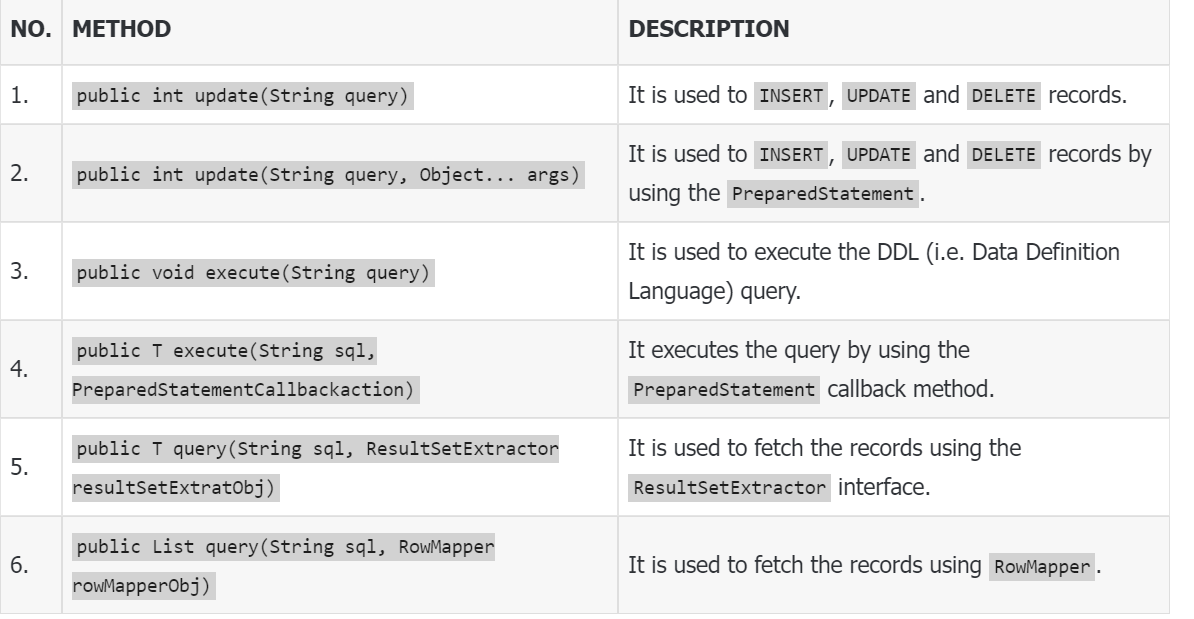 NO. METHOD DESCRIPTION
1. public int update(String query) It is used to INSERT, UPDATE and DELETE records.
2. public int update(String query, Object... args) It is used to INSERT, UPDATE and DELETE records by
using the PreparedStatement.
3. public void execute(String query) It is used to execute the DDL (i.e. Data Definition
Language) query.
4. public T execute(String sql,
PreparedStatementCallbackaction) It executes the query by using the
PreparedStatement callback method.
5. public T query(String sql, ResultSetExtractor
resultSetExtratObj) It is used to fetch the records using the
ResultSetExtractor interface.
6. public List query(String sql, RowMapper
rowMapperObj) It is used to fetch the records using RowMapper.